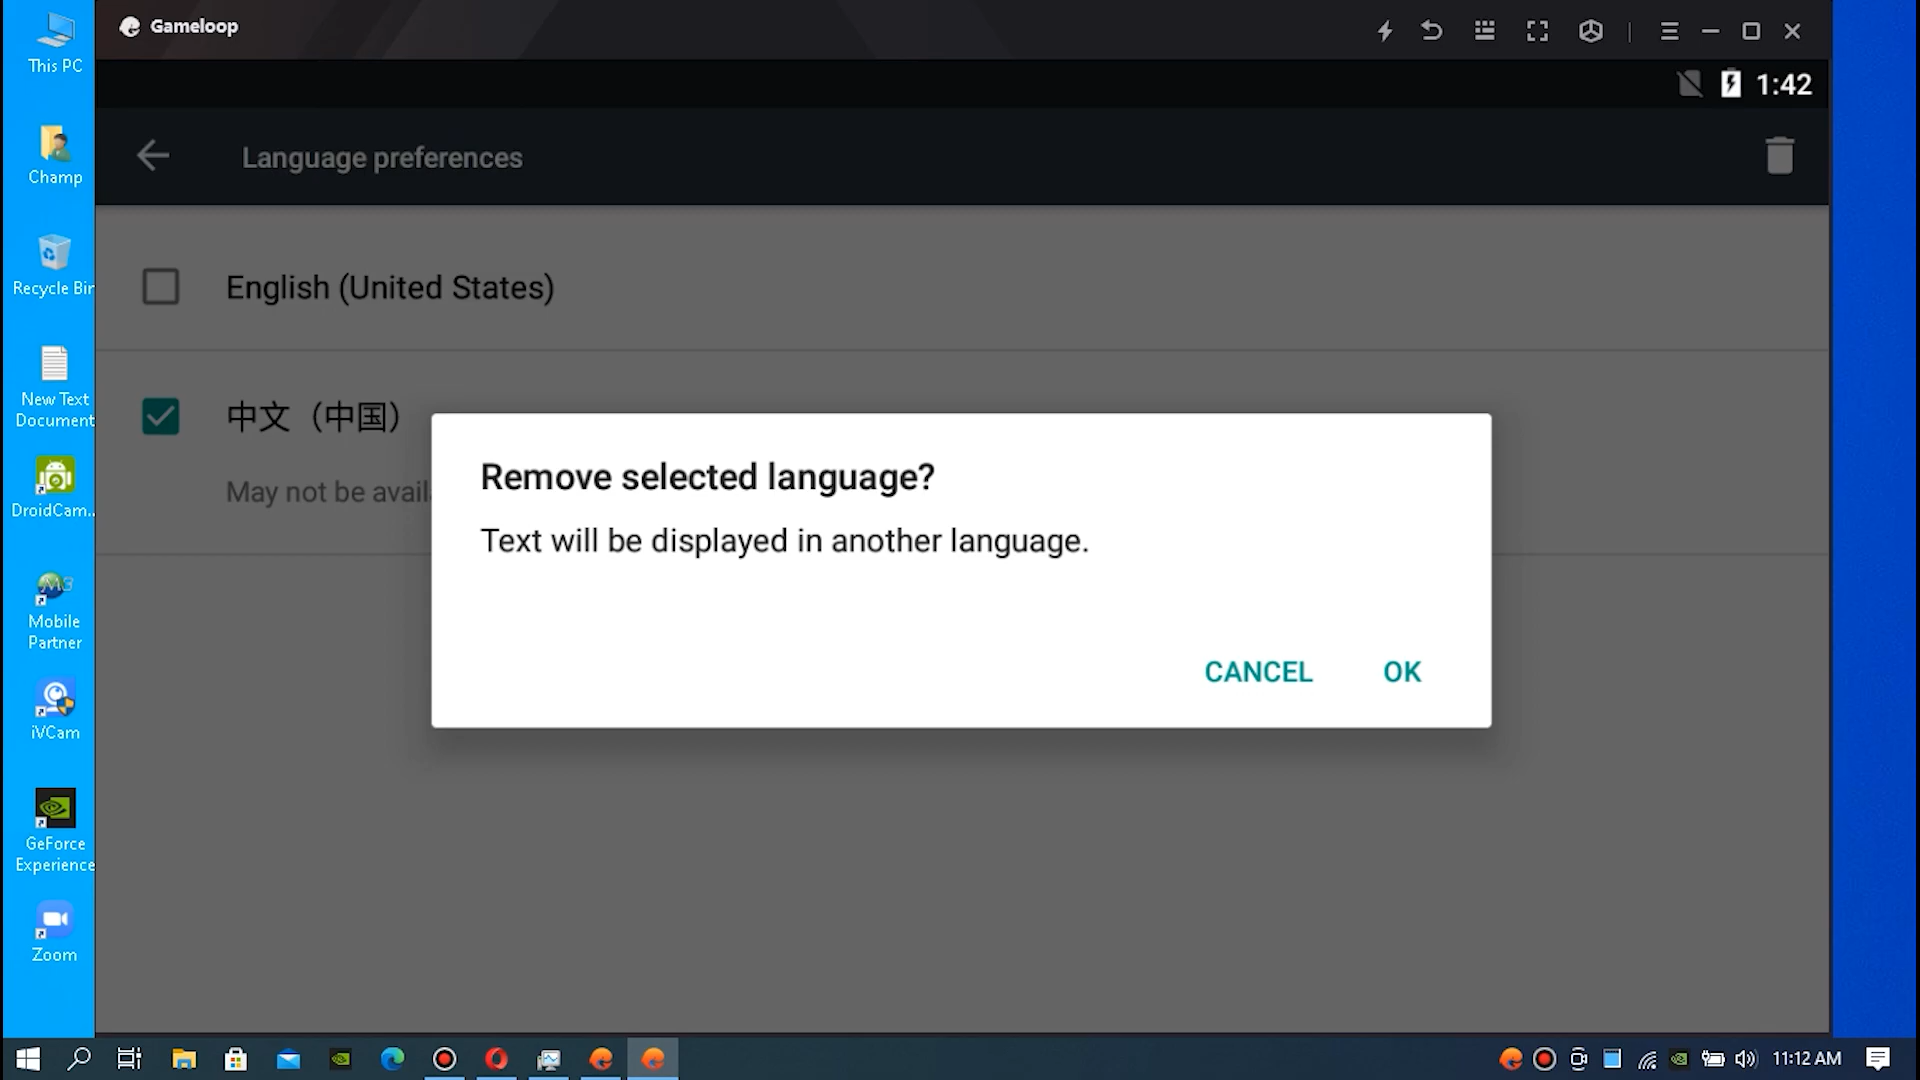 Gameloop
1:42
Language preferences
English (United States)
中文（中国）
May not be avail
Remove selected language?
Text will be displayed in another language.
CANCEL
OK
This PC
Champ
Recycle Bin
New Text
Document
DroidCam...
Mobile
Partner
iVCam
GeForce
Experience
Zoom
11:12 AM